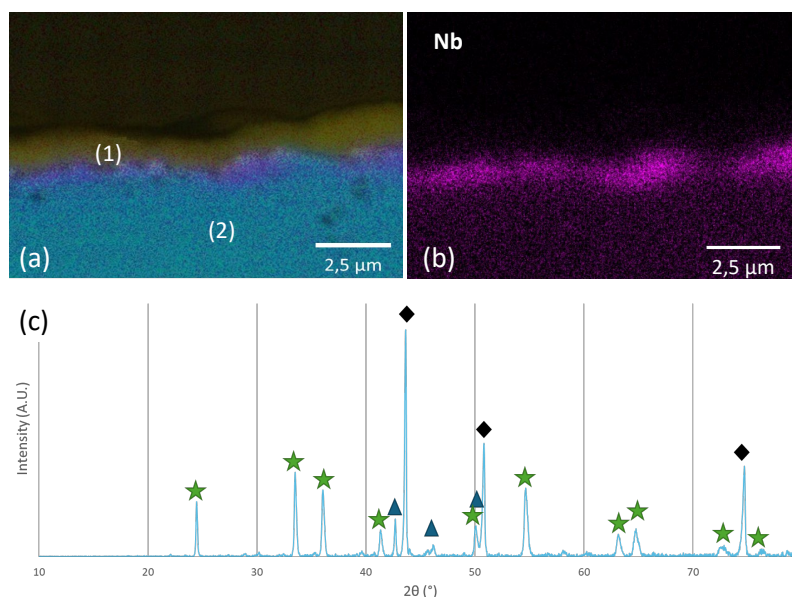 Nb
(1)
(2)
(a)
2,5 µm
(b)
2,5 µm
(c)
Intensity (A.U.)
10
20
30
40
50
60
70
2θ (°)